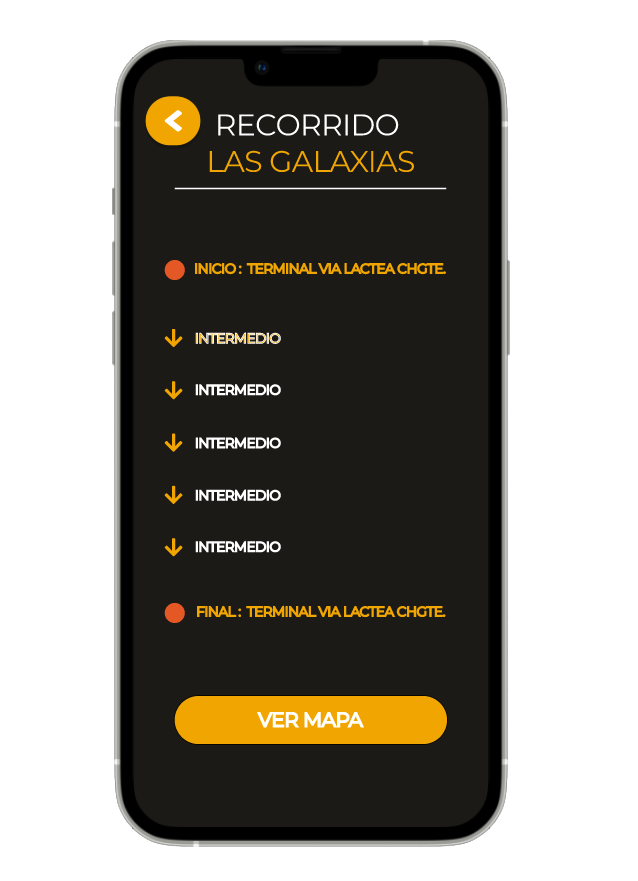 RECORRIDO
LAS GALAXIAS
INICIO : TERMINAL VIA LACTEA CHGTE.
INTERMEDIO
INTERMEDIO
INTERMEDIO
INTERMEDIO
INTERMEDIO
FINAL : TERMINAL VIA LACTEA CHGTE.
VER MAPA